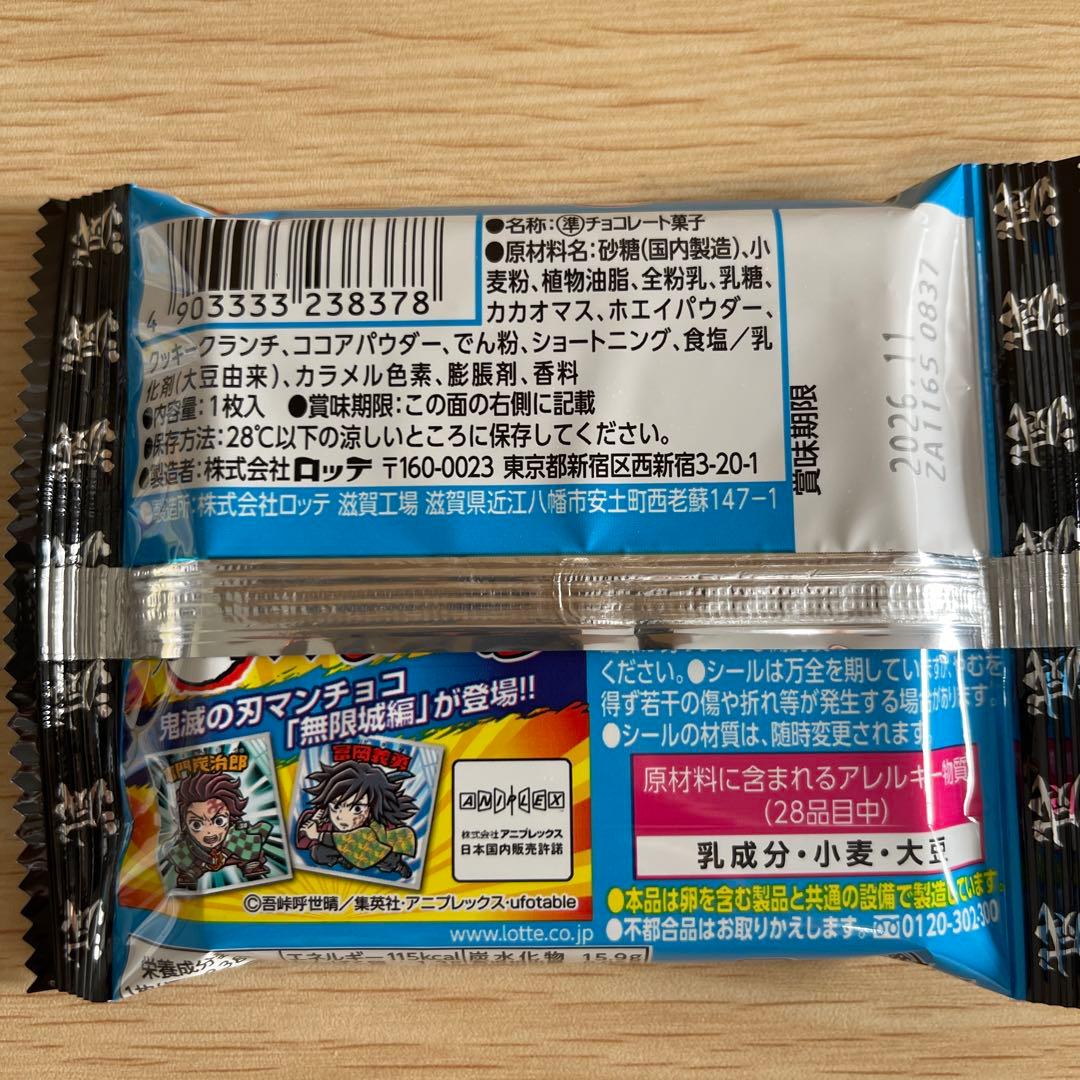 4 903333 238378
●名称:準チョコレート菓子
●原材料名:砂糖(国内製造)、小
麦粉、植物油脂、全粉乳、乳糖、
カカオマス、ホエイパウダー、
クッキークランチ、ココアパウダー、でん粉、ショートニング、食塩/乳
化剤(大豆由来)、カラメル色素、膨脹剤、香料
●内容量:1枚入 ●賞味期限:この面の右側に記載
●保存方法:28℃以下の涼しいところに保存してください。
●製造者:株式会社ロッテ 〒160-0023 東京都新宿区西新宿3-20-1
製造所:株式会社ロッテ 滋賀工場 滋賀県近江八幡市安土町西老蘇147-1
賞味期限
2026.11
ZA1165 0837
鬼滅の刃マンチョコ
「無限城編」が登場!!
竈門炭治郎
冨岡義勇
ANIPLEX
株式会社アニプレックス
日本国内販売許諾
©吾峠呼世晴/集英社・アニプレックス・ufotable
www.lotte.co.jp
ください。●シールは万全を期していますが、やむを
得ず若干の傷や折れ等が発生する場合があります。
●シールの材質は、随時変更されます。
原材料に含まれるアレルギー物質
(28品目中)
乳成分・小麦・大豆
●本品は卵を含む製品と共通の設備で製造しています。
●不都合品はお取りかえします。 0120-302-300
栄養成分
エネルギー 115kcal 炭水化物 15.9g